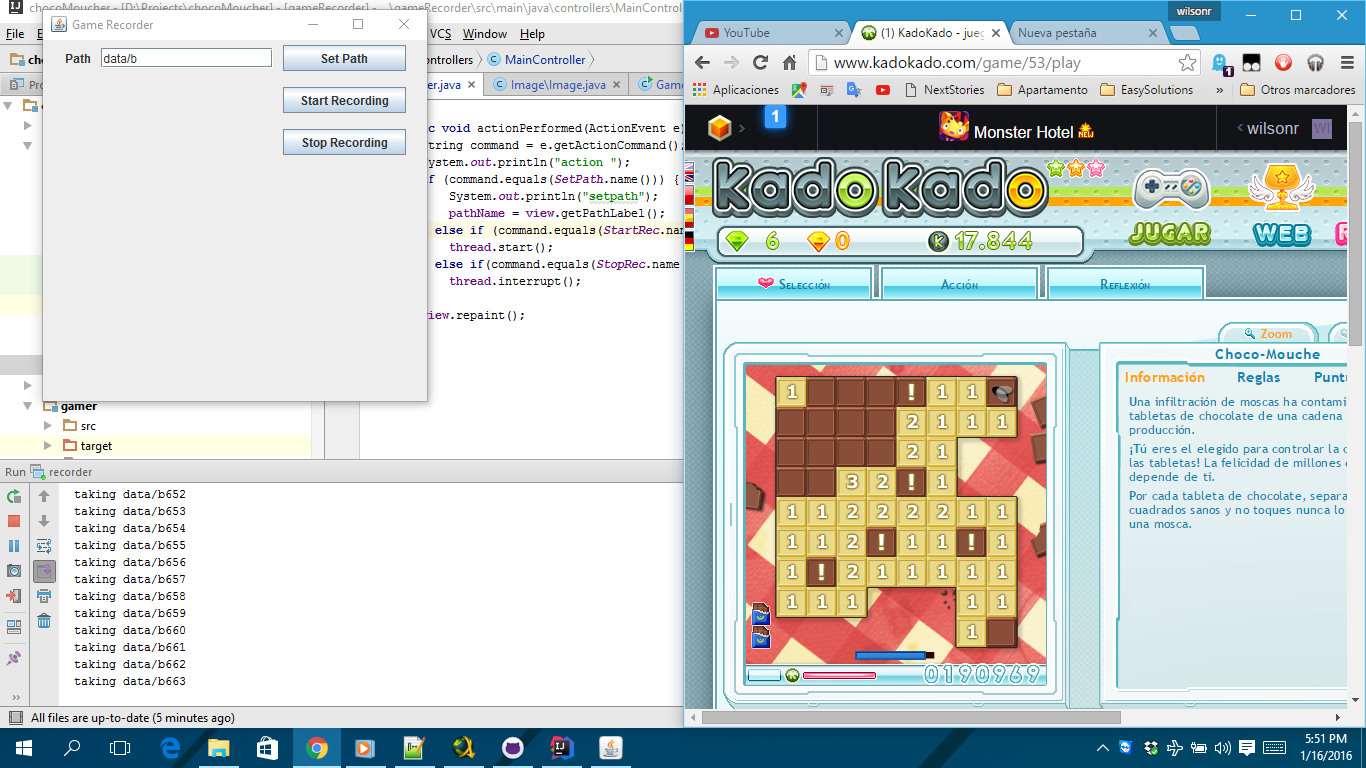 chocoMoucher - [D:\Projects\chocoMoucher] - [gameRecorder] - ...\gameRecorder\src\main\java\controllers\MainControl
Game Recorder
Path data/b Set Path
Start Recording
Stop Recording
File
VCS Window Help
MainController
Image\Image.java
void actionPerformed(ActionEvent e)
command = e.getActionCommand();
.out.println("action ");
(command.equals(SetPath.name())) {
System.out.println("setpath");
pathName = view.getPathLabel();
else if (command.equals(StartRec.na
thread.start();
else if(command.equals(StopRec.name
thread.interrupt();
.repaint();
gamer
src
target
Run recorder
taking data/b652
taking data/b653
taking data/b654
taking data/b655
taking data/b656
taking data/b657
taking data/b658
taking data/b659
taking data/b660
taking data/b661
taking data/b662
taking data/b663
All files are up-to-date (5 minutes ago)
wilsonr
YouTube (1) KadoKado - jueg Nueva pestaña
www.kadokado.com/game/53/play
1
Aplicaciones NextStories Apartamento EasySolutions » Otros marcadores
1 Monster Hotel NEW wilsonr WI
KadoKado
JUGAR WEB
6 0 K 17.844
Selección Acción Reflexión
Zoom
Choco-Mouche
Información Reglas Puntu
Una infiltración de moscas ha contami
tabletas de chocolate de una cadena
producción.
¡Tú eres el elegido para controlar la c
las tabletas! La felicidad de millones
depende de ti.
Por cada tableta de chocolate, separa
cuadrados sanos y no toques nunca lo
una mosca.
1 ! 1 1
2 1 1 1
2 1
3 2 ! 1
1 1 2 2 2 2 1 1
1 1 2 ! 1 1 ! 1
1 ! 2 1 1 1 1 1
1 1 1 1 1
1
0190969
5:51 PM
1/16/2016